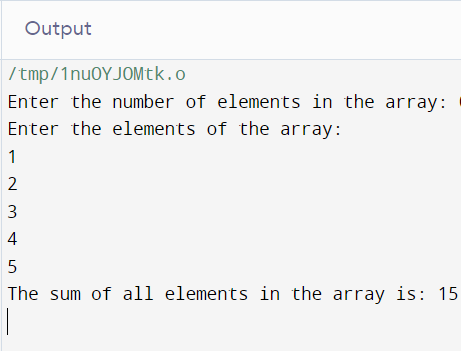 Output
/tmp/1nuOYJOMtk.o
Enter the number of elements in the array:
Enter the elements of the array:
1
2
3
4
5
The sum of all elements in the array is: 15